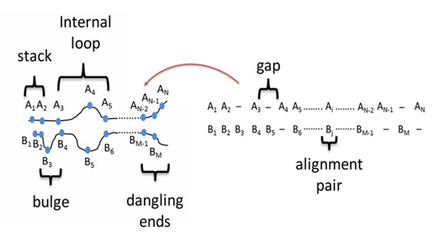 Internal
loop
stack
gap
A4
A1 A2 A3 A5 AN-2 AN-1 AN
B1 B2 B4 B6 BM-1 BM
B3 B5
bulge
dangling
ends
A1 A2 – A3 – A4 A5 ...... Ai ........ AN-2 AN-1 – AN
B1 B2 B3 B4 B5 – B6 ....... Bj ........ BM-1 – BM –
alignment
pair